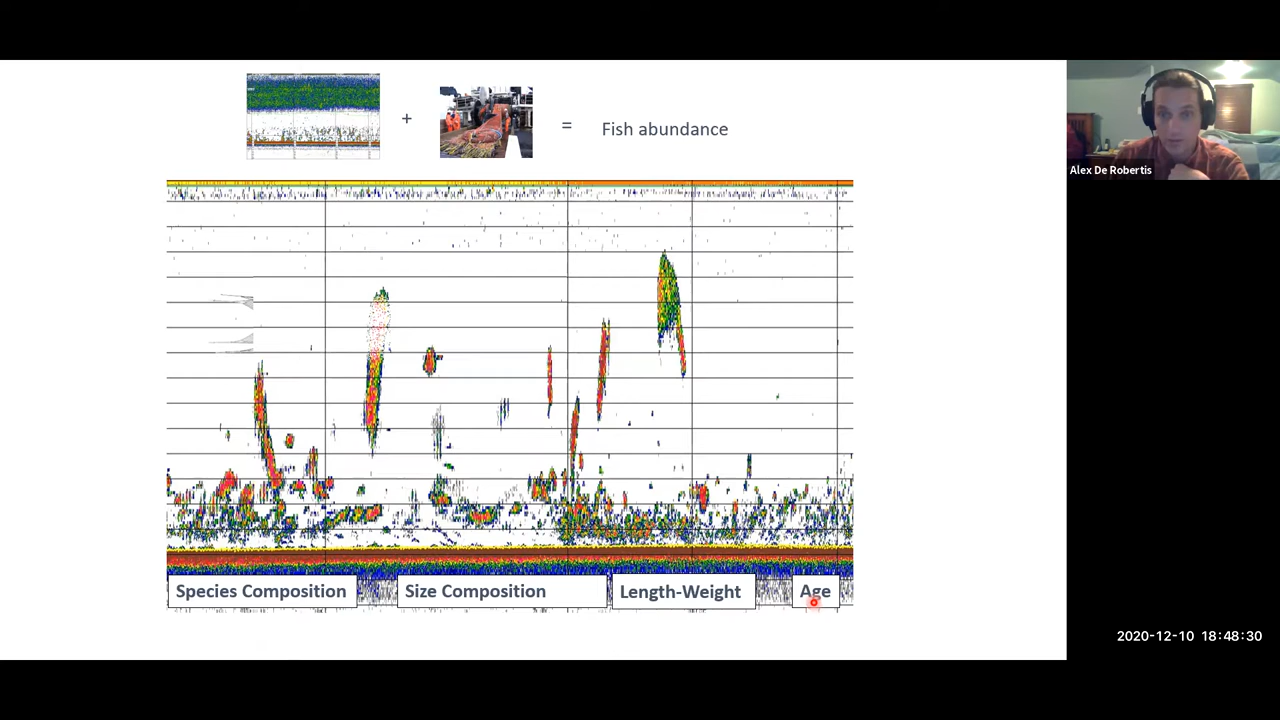 + = Fish abundance
Alex De Robertis
Species Composition
Size Composition
Length-Weight
Age
2020-12-10 18:48:30